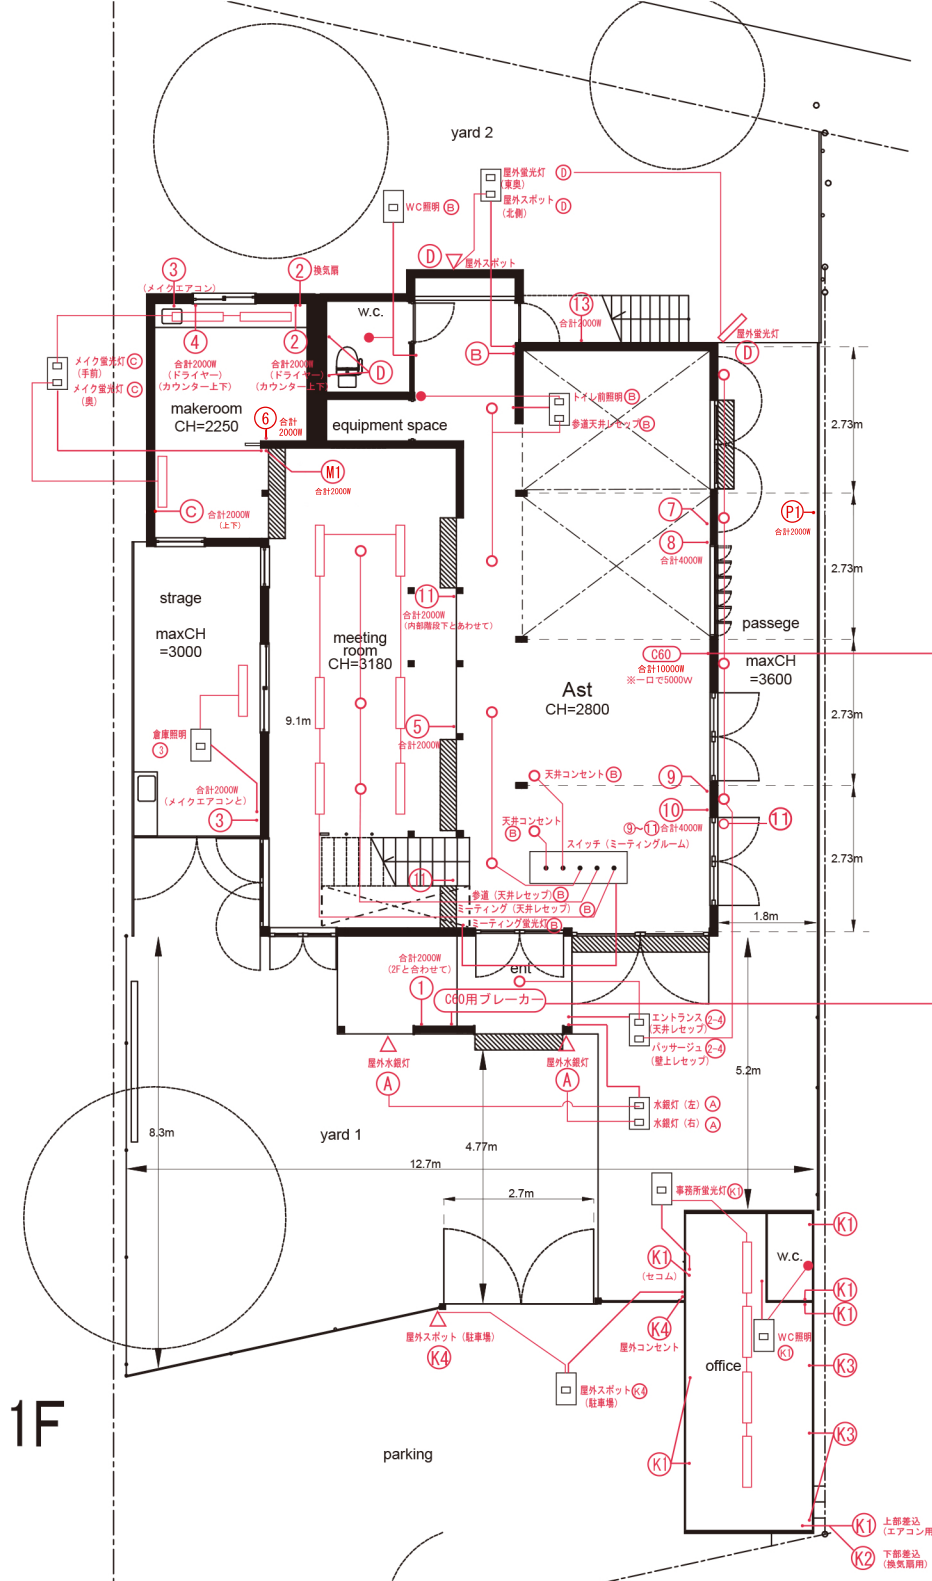 yard 2
屋外蛍光灯 D
(東奥)
屋外スポット D
(北側)
WC照明 B
D
屋外スポット
3
(メイクエアコン)
2 換気扇
w.c.
13
合計2000W
屋外蛍光灯
D
4
2
B
メイク蛍光灯 C
(手前)
メイク蛍光灯 C
(奥)
合計2000W
(ドライヤー)
(カウンター上下)
合計2000W
(ドライヤー)
(カウンター上下)
D
makeroom
CH=2250
6 合計
2000W
equipment space
トイレ前照明 B
参道天井レセップ B
2.73m
M1
合計2000W
C
合計2000W
(上下)
7
8
合計4000W
P1
合計2000W
2.73m
strage
maxCH
=3000
11
合計2000W
(内部階段下とあわせて)
meeting
room
CH=3180
passege
maxCH
=3600
C60
合計10000W
※一口で5000W
Ast
CH=2800
9.1m
5
合計2000W
2.73m
倉庫照明
3
合計2000W
(メイクエアコンと)
3
天井コンセント B
9
10
天井コンセント
B
9~11 合計4000W
11
スイッチ (ミーティングルーム)
2.73m
11
参道 (天井レセップ) B
ミーティング (天井レセップ) B
ミーティング蛍光灯 B
1.8m
合計2000W
(2Fと合わせて)
ent
1
C60用ブレーカー
エントランス 2-4
(天井レセップ)
パッサージュ 2-4
(壁上レセップ)
屋外水銀灯
A
屋外水銀灯
A
5.2m
水銀灯 (左) A
水銀灯 (右) A
8.3m
yard 1
4.77m
12.7m
2.7m
事務所蛍光灯 K1
K1
K1
(セコム)
w.c.
K1
K1
K4
屋外コンセント
屋外スポット (駐車場)
K4
WC照明
K1
office
K3
屋外スポット K4
(駐車場)
1F
K3
parking
K1
K1 上部差込
(エアコン用
K2 下部差込
(換気扇用)